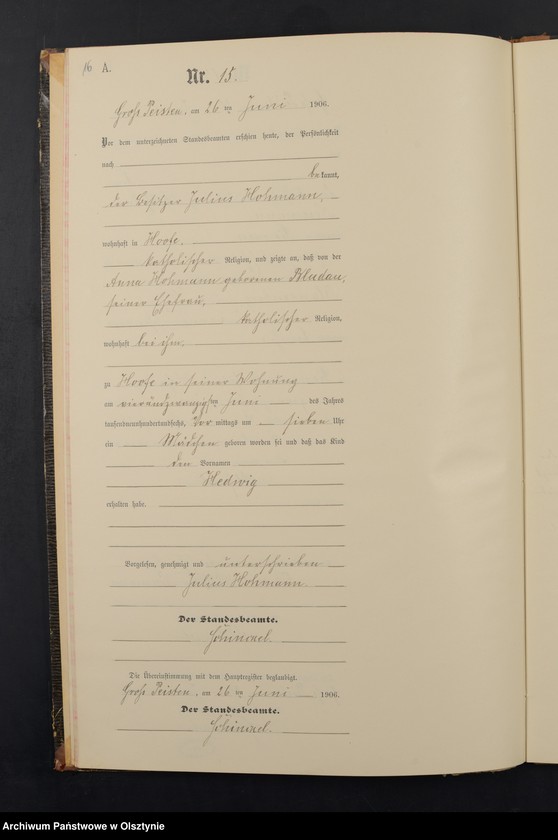 16 A.
Nr. 15.
Groß Peisten, am 26 ten Juni 1906.
Vor dem unterzeichneten Standesbeamten erschien heute, der Persönlichkeit
nach
bekannt,
der Besitzer Julius Hohmann,
wohnhaft in Hoofe,
katholischer Religion, und zeigte an, daß von der
Anna Hohmann geborenen Bludau,
seiner Ehefrau,
katholischer Religion,
wohnhaft bei ihm,
zu Hoofe in seiner Wohnung
am vierundzwanzigsten Juni des Jahres
tausendneunhundertundsechs, Vor mittags um sieben Uhr
ein Mädchen geboren worden sei und daß das Kind
den Vornamen
Hedwig
erhalten habe.
Vorgelesen, genehmigt und unterschrieben
Julius Hohmann
Der Standesbeamte.
Die Übereinstimmung mit dem Hauptregister beglaubigt.
Groß Peisten, am 26 ten Juni 1906.
Der Standesbeamte.
Archiwum Państwowe w Olsztynie